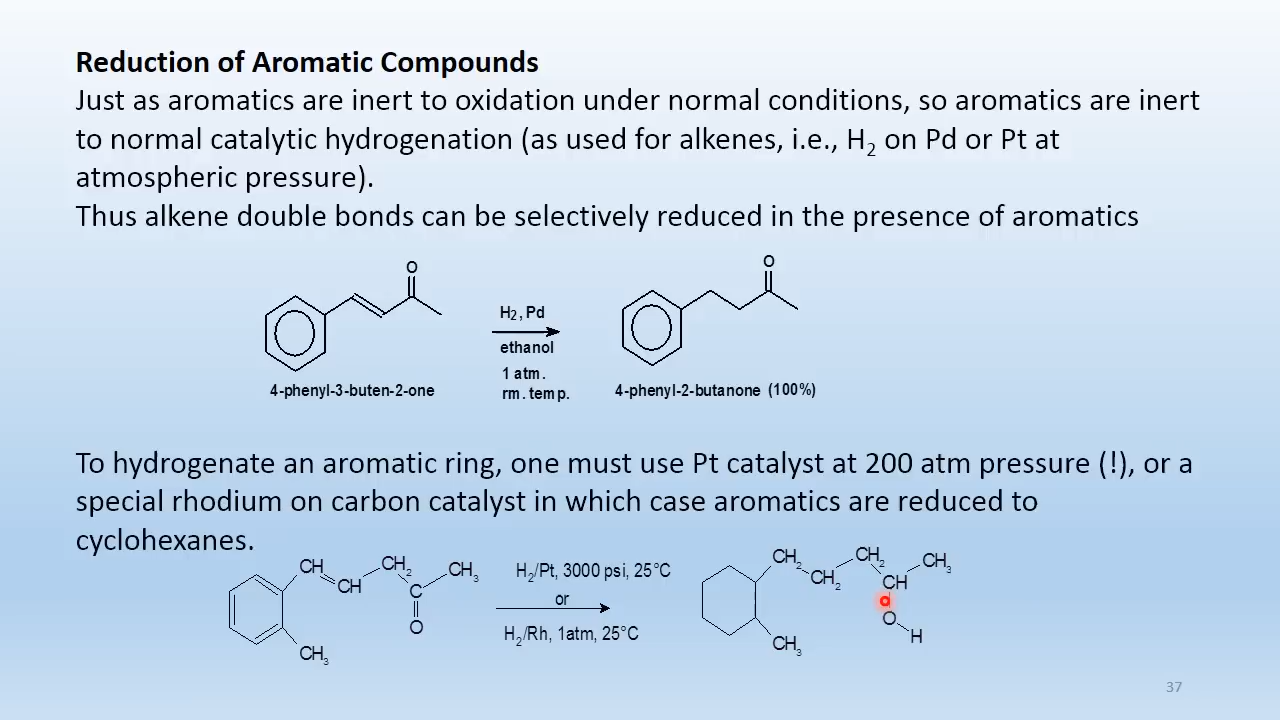 Reduction of Aromatic Compounds
Just as aromatics are inert to oxidation under normal conditions, so aromatics are inert
to normal catalytic hydrogenation (as used for alkenes, i.e., H₂ on Pd or Pt at
atmospheric pressure).
Thus alkene double bonds can be selectively reduced in the presence of aromatics
O
O
H₂, Pd
ethanol
1 atm.
rm. temp.
4-phenyl-3-buten-2-one
4-phenyl-2-butanone (100%)
To hydrogenate an aromatic ring, one must use Pt catalyst at 200 atm pressure (!), or a
special rhodium on carbon catalyst in which case aromatics are reduced to
cyclohexanes.
CH
CH
CH₂
C
CH₃
O
CH₃
H₂/Pt, 3000 psi, 25°C
or
H₂/Rh, 1atm, 25°C
CH₂
CH₂
CH₂
CH
CH₃
O
H
CH₃
37